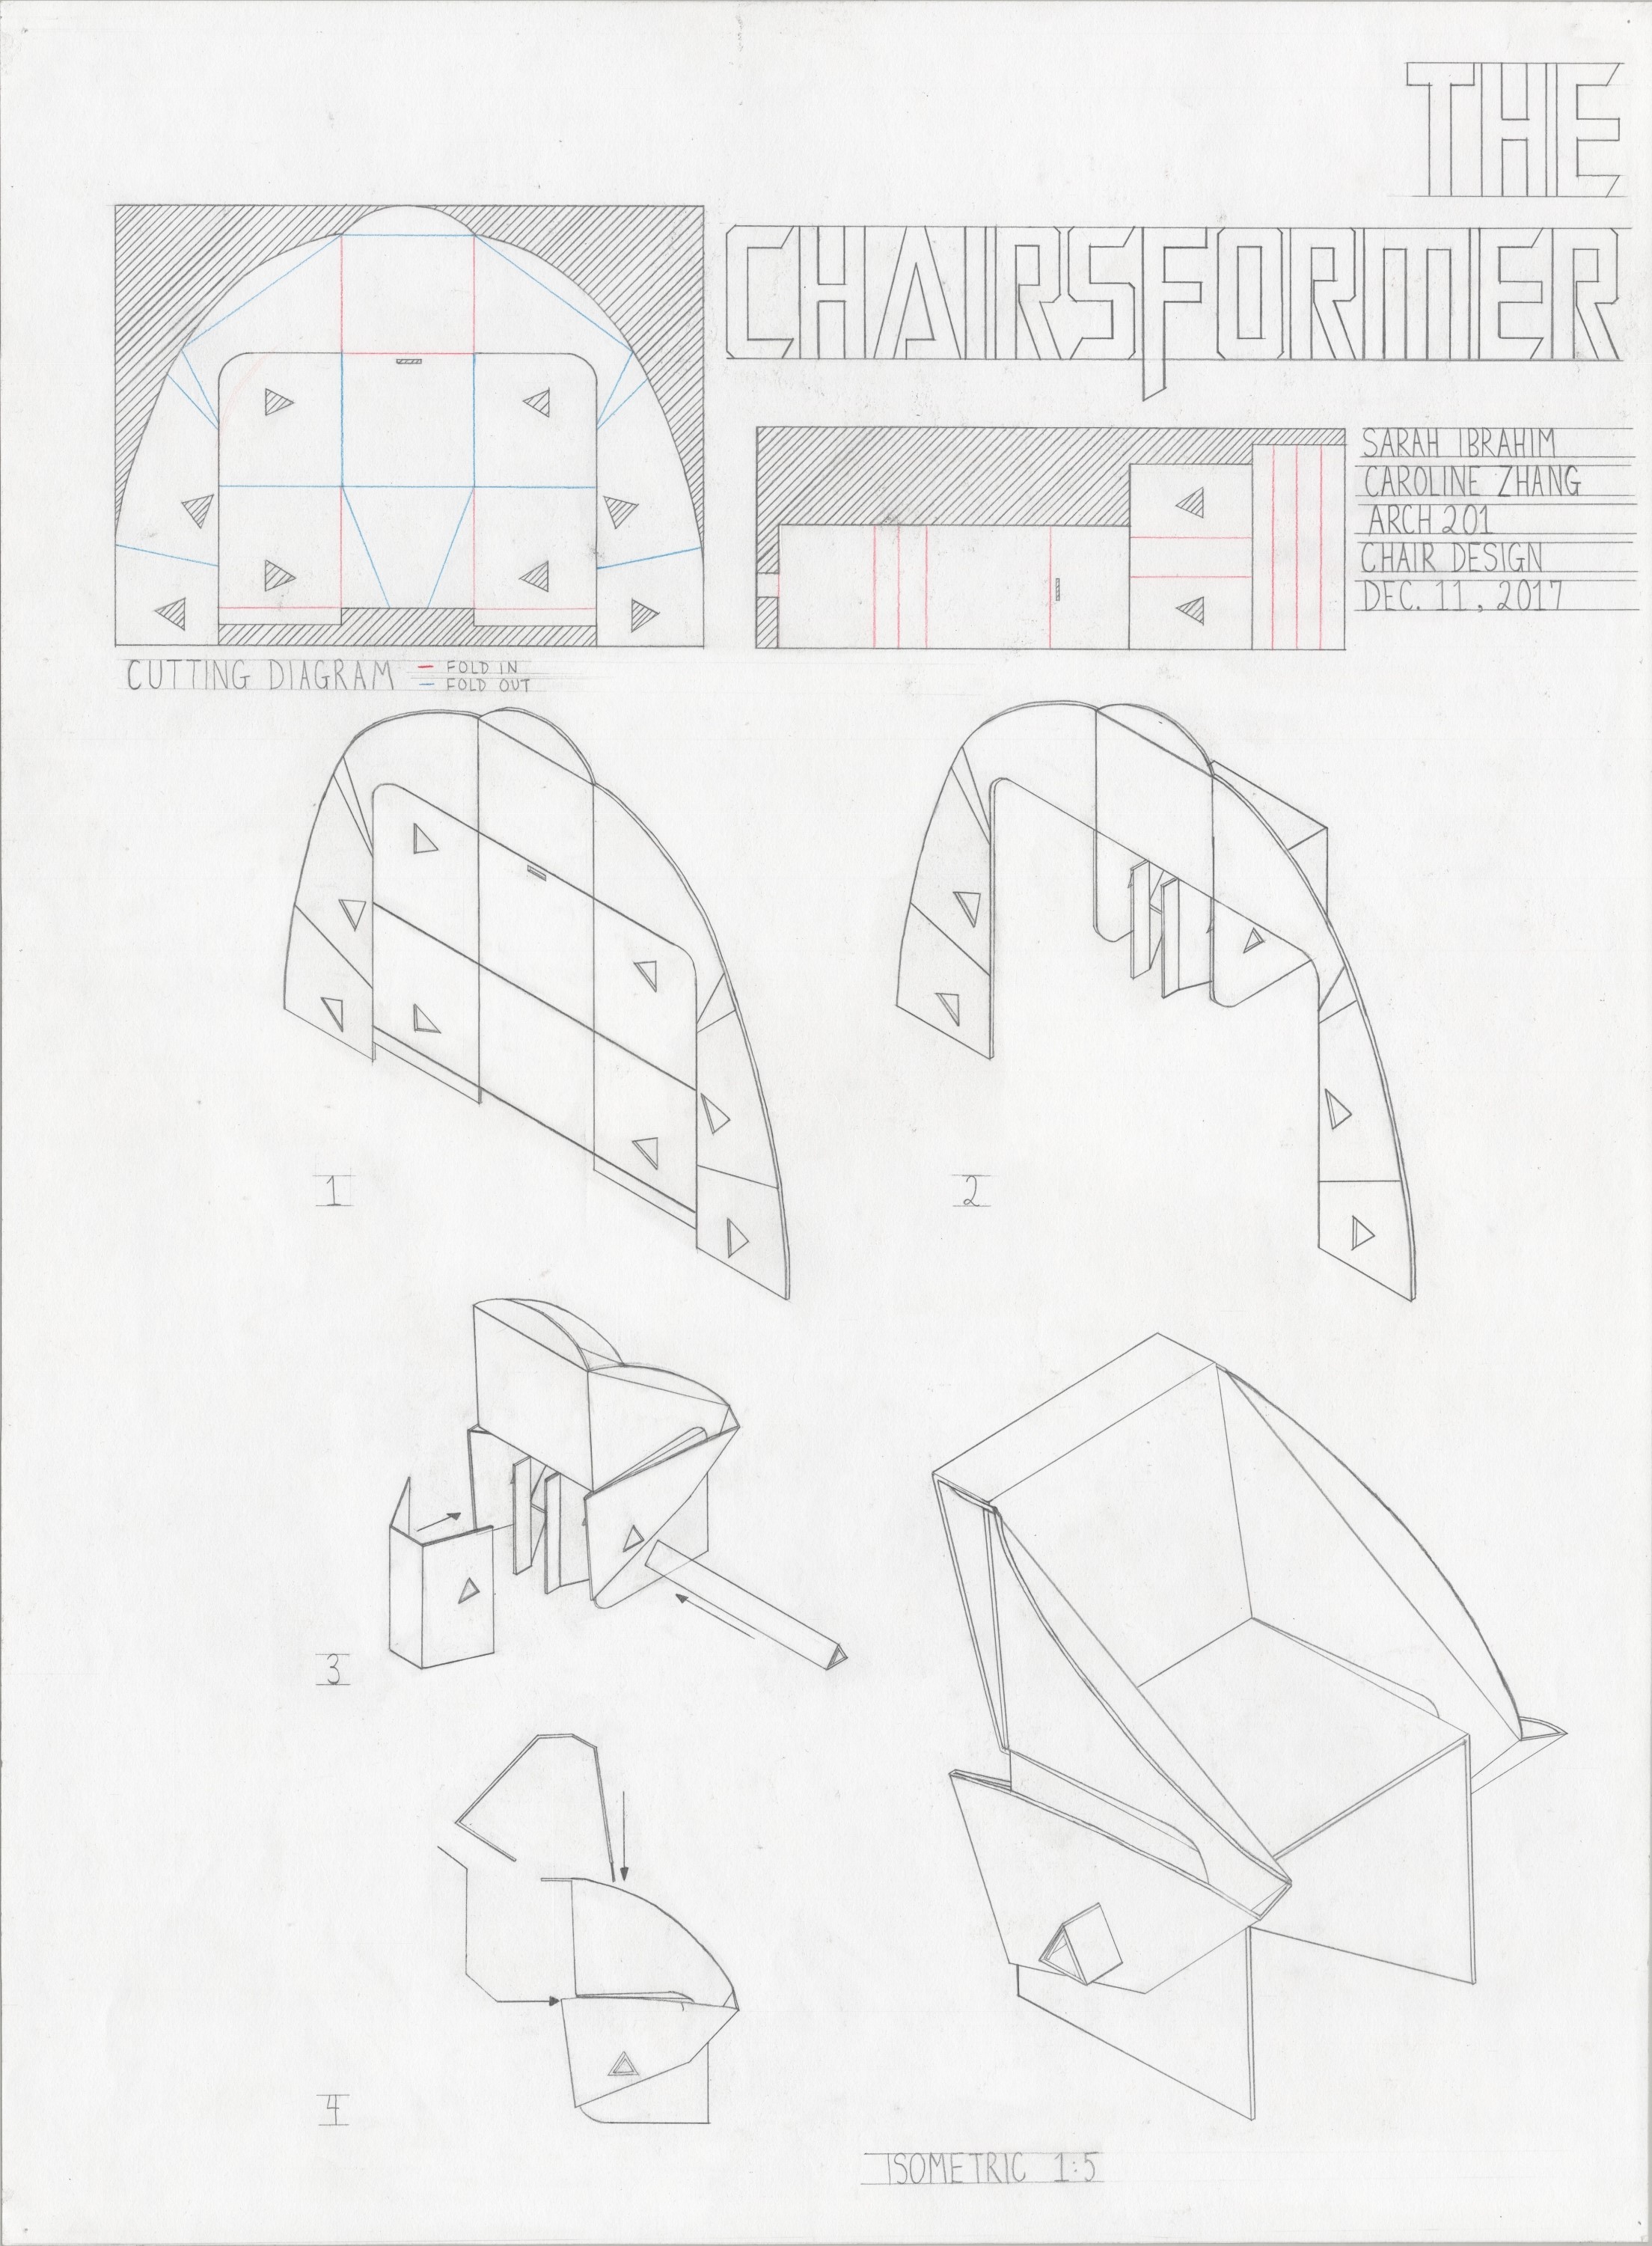 THE
CHAIRSFORMER
SARAH IBRAHIM
CAROLINE ZHANG
ARCH 201
CHAIR DESIGN
DEC. 11, 2017
CUTTING DIAGRAM
FOLD IN
FOLD OUT
1
2
3
4
ISOMETRIC 1:5